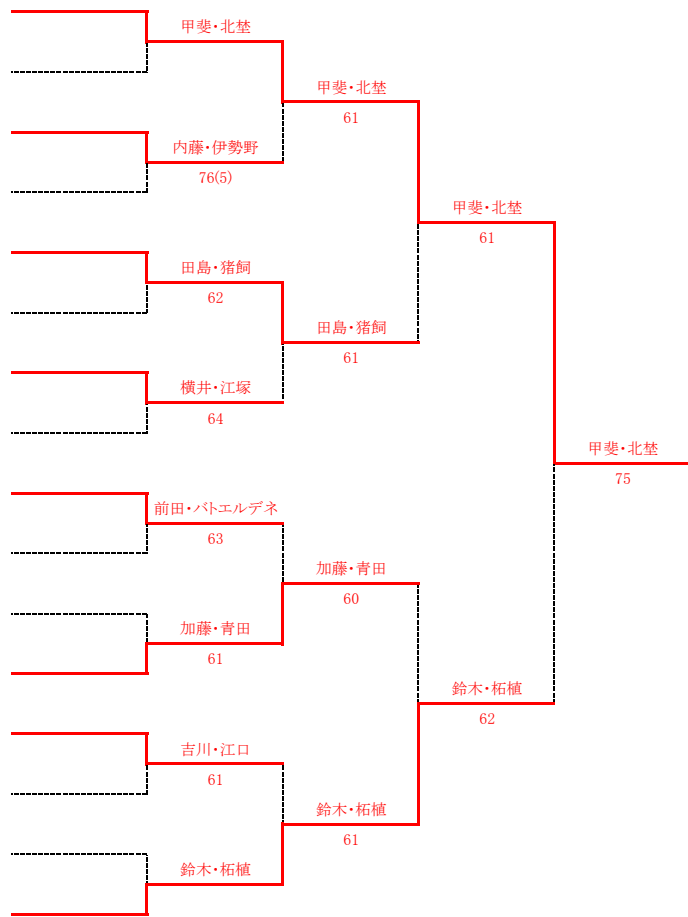 甲斐・北埜
甲斐・北埜
61
内藤・伊勢野
76(5)
甲斐・北埜
61
田島・猪飼
62
田島・猪飼
61
横井・江塚
64
甲斐・北埜
75
前田・バトエルデネ
63
加藤・青田
60
加藤・青田
61
鈴木・柘植
62
吉川・江口
61
鈴木・柘植
61
鈴木・柘植